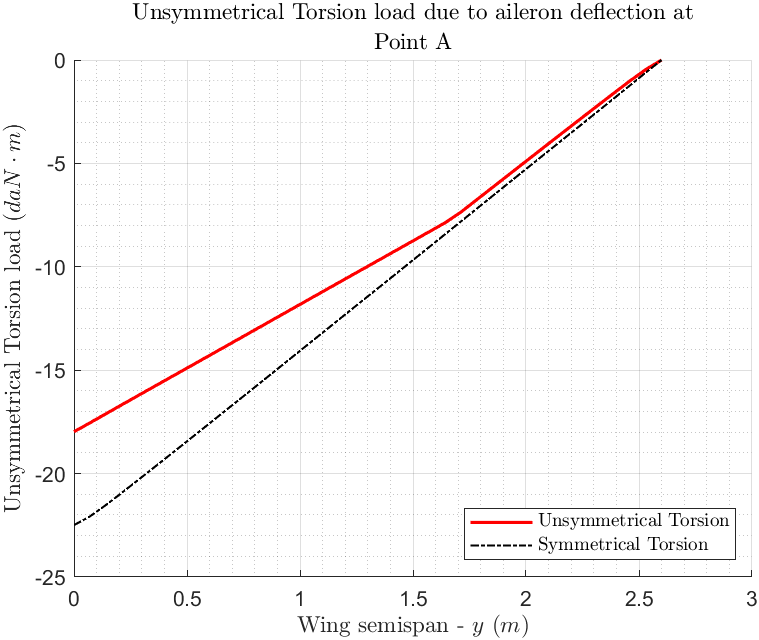 Unsymmetrical Torsion load due to aileron deflection at
Point A
Unsymmetrical Torsion load (daN · m)
0
-5
-10
-15
-20
-25
0
0.5
1
1.5
2
2.5
3
Wing semispan - y (m)
Unsymmetrical Torsion
Symmetrical Torsion